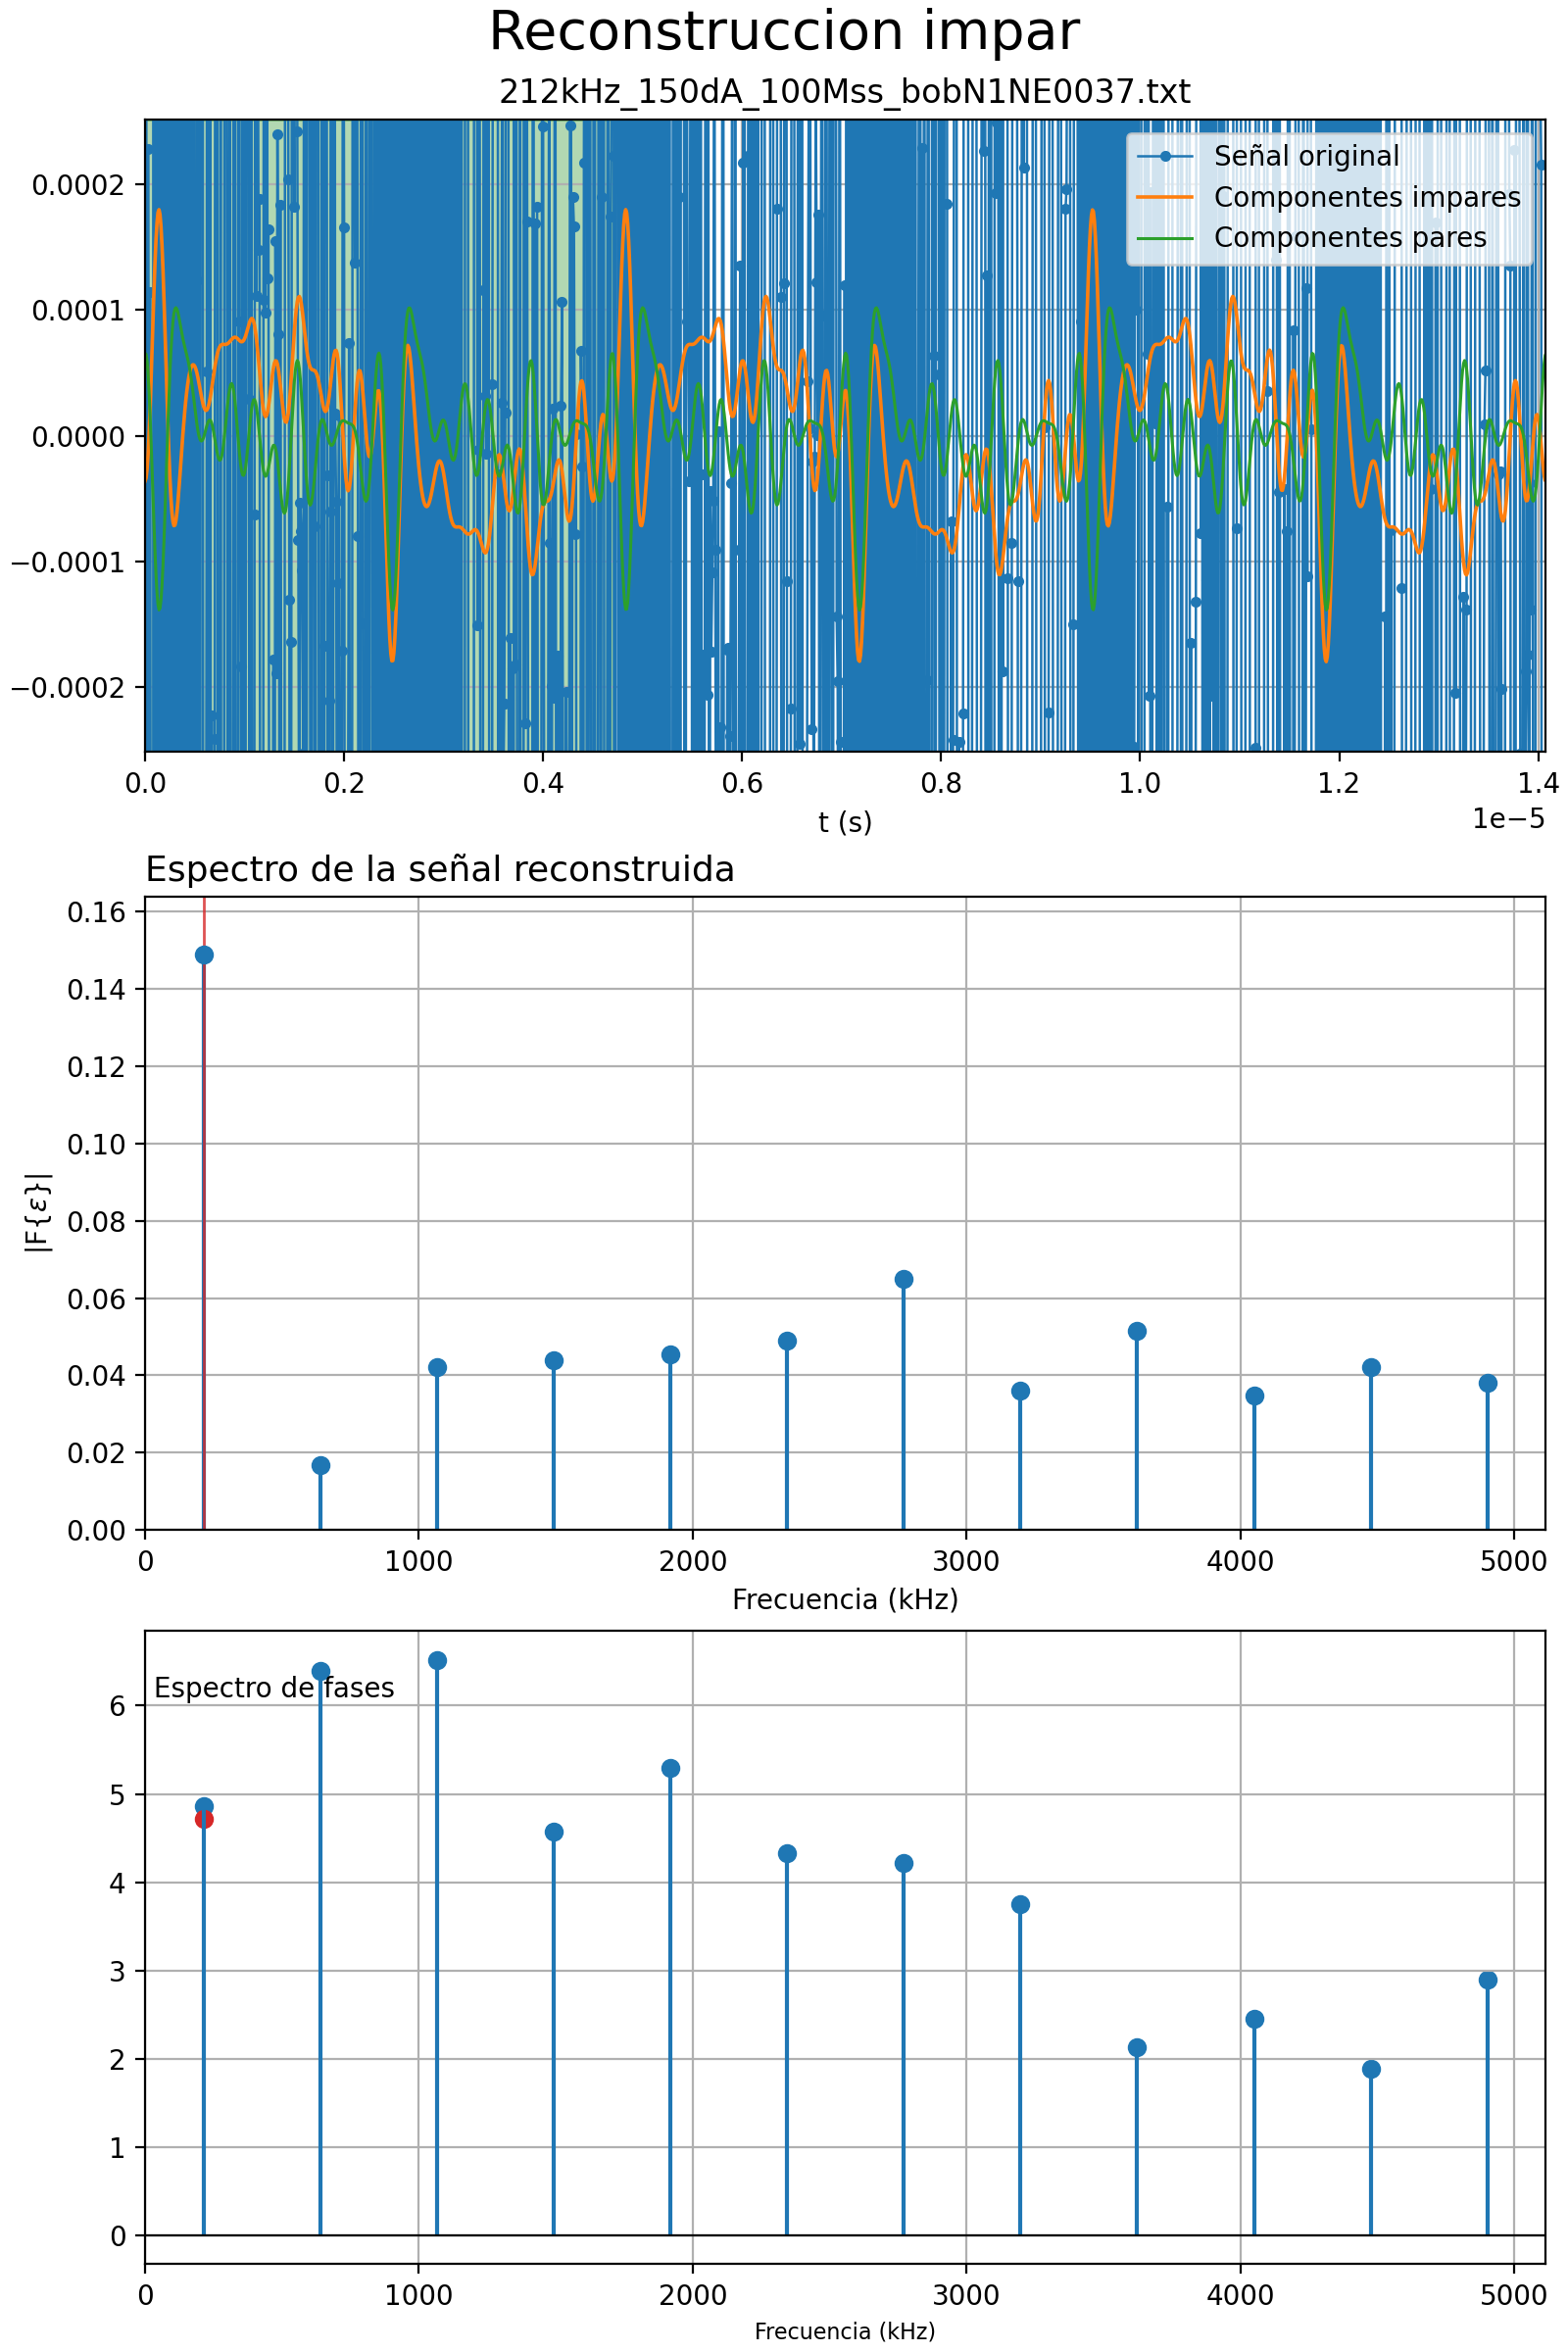 Reconstruccion impar
212kHz_150dA_100Mss_bobN1NE0037.txt
Señal original
Componentes impares
Componentes pares
0.0002
0.0001
0.0000
−0.0001
−0.0002
0.0 0.2 0.4 0.6 0.8 1.0 1.2 1.4
1e−5
t (s)
Espectro de la señal reconstruida
0.16
0.14
0.12
0.10
0.08
0.06
0.04
0.02
0.00
|F{ε}|
0 1000 2000 3000 4000 5000
Frecuencia (kHz)
Espectro de fases
6
5
4
3
2
1
0
0 1000 2000 3000 4000 5000
Frecuencia (kHz)